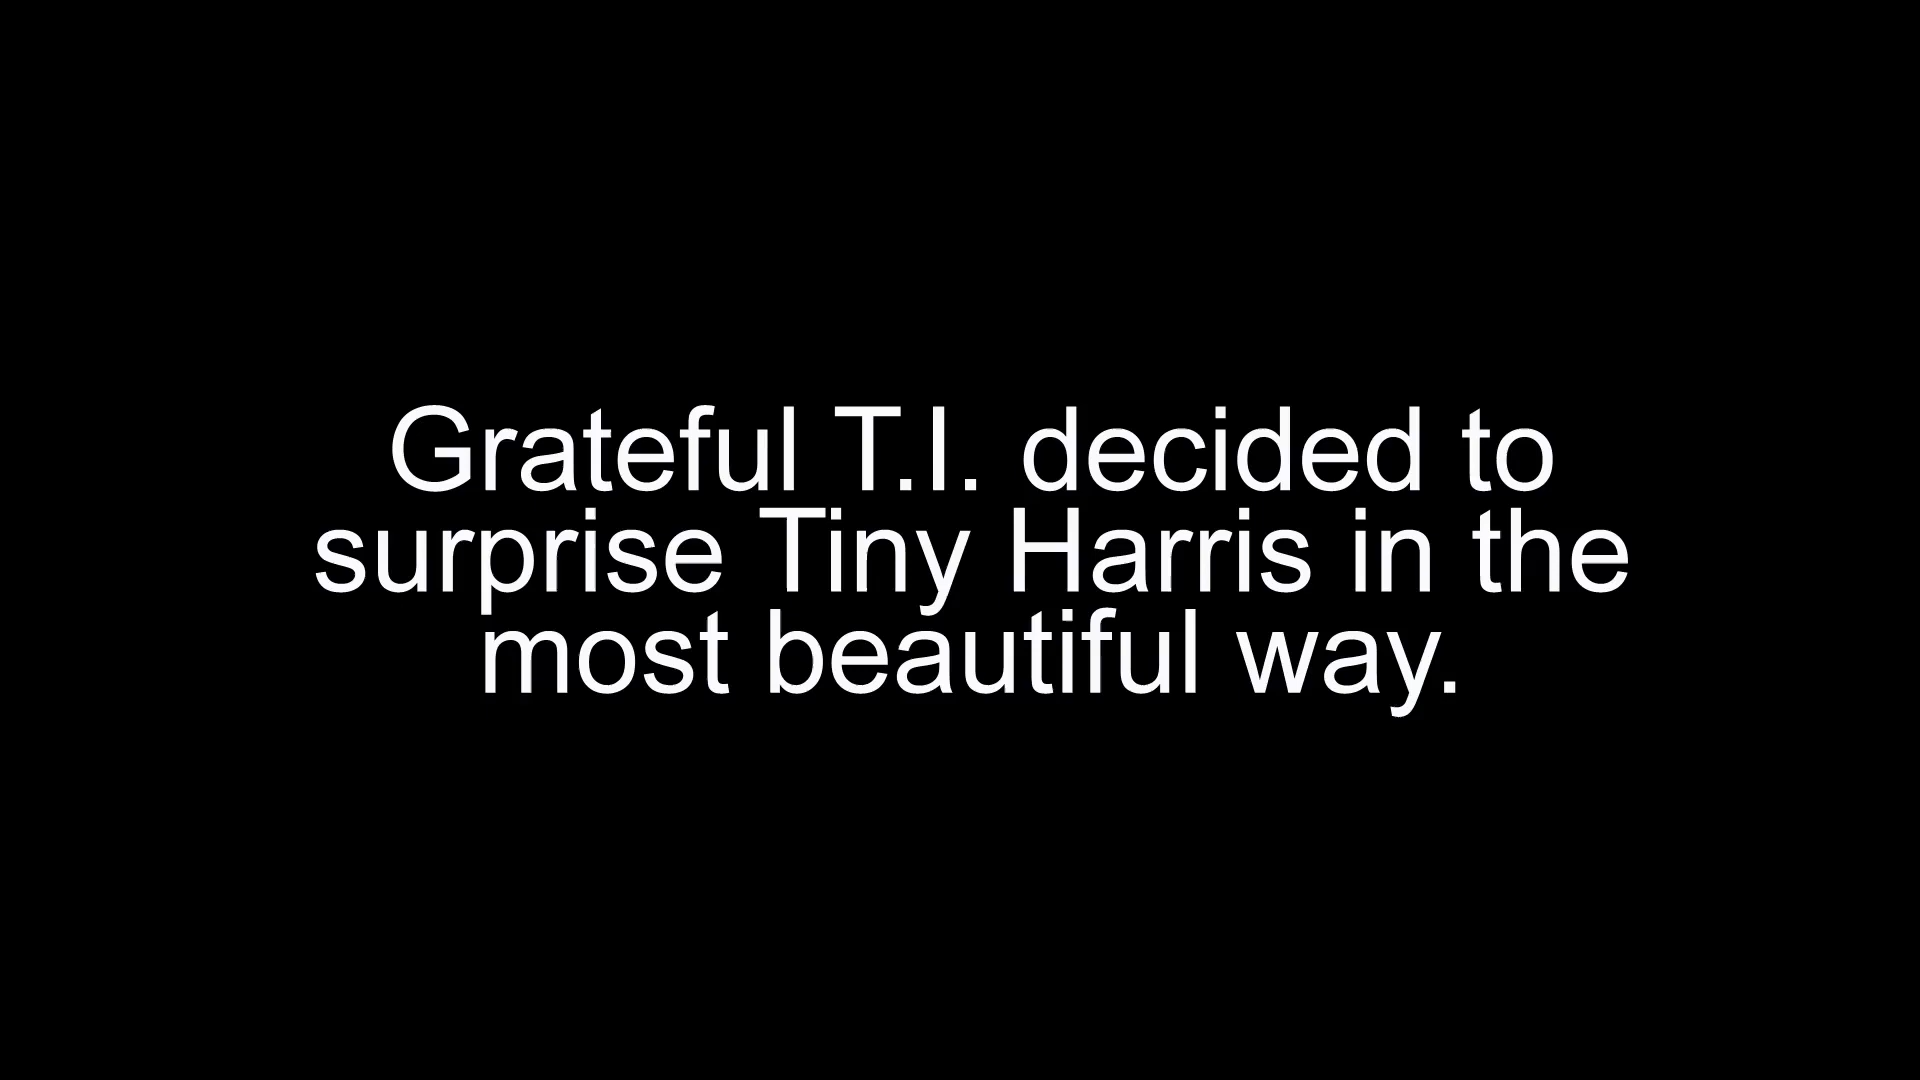 Grateful T.I. decided to
surprise Tiny Harris in the
most beautiful way.